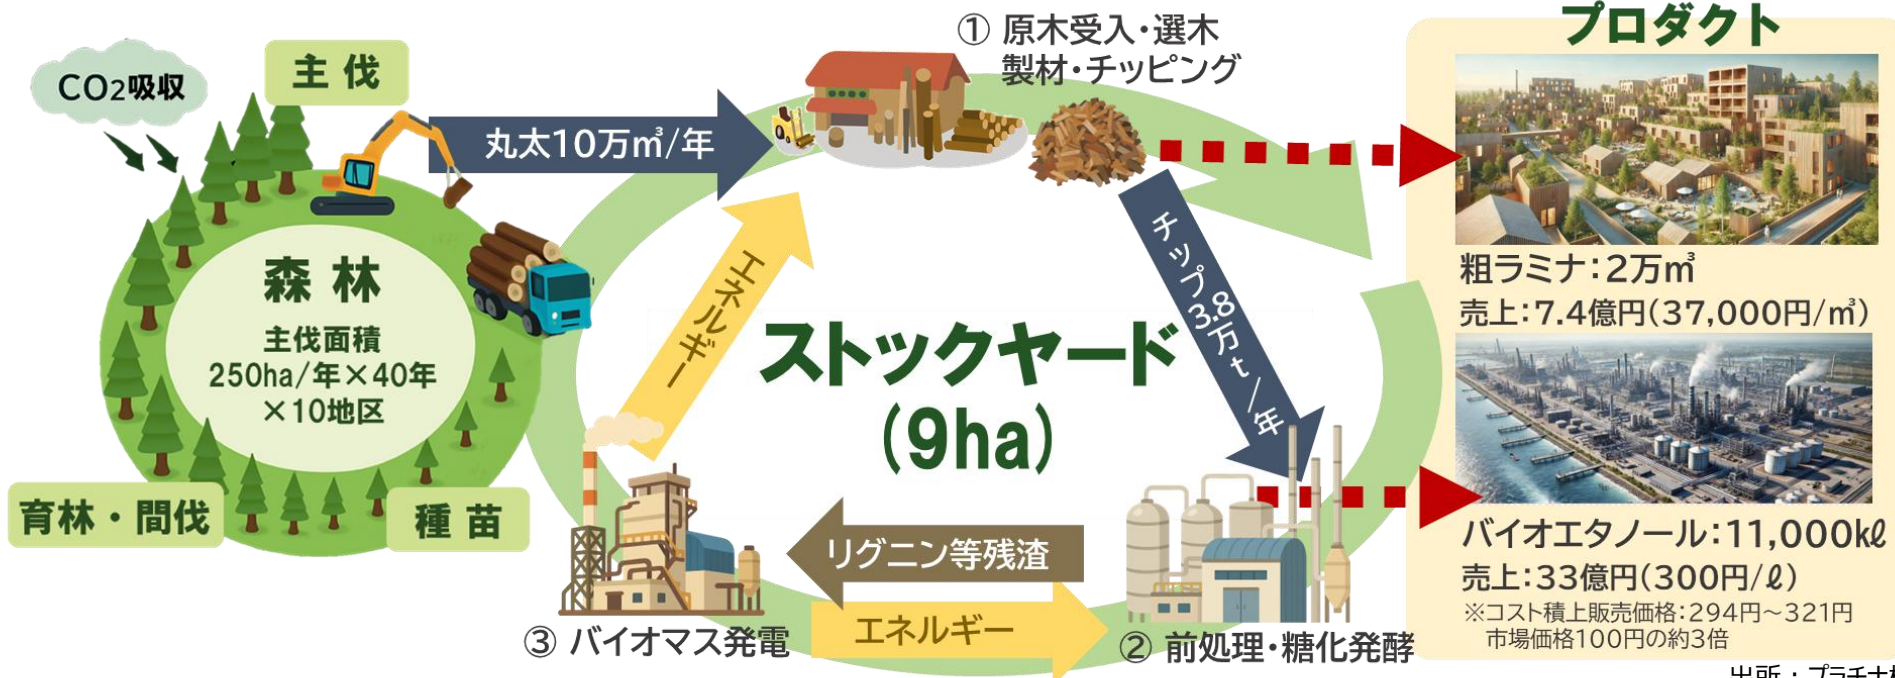 CO2吸収
主伐
丸太10万㎥/年
① 原木受入・選木
製材・チッピング
プロダクト
森林
主伐面積
250ha/年×40年
×10地区
育林・間伐
種苗
エネルギー
ストックヤード
(9ha)
チップ3.8万t/年
リグニン等残渣
エネルギー
③ バイオマス発電
② 前処理・糖化発酵
粗ラミナ：2万㎥
売上：7.4億円(37,000円/㎥)
バイオエタノール：11,000kℓ
売上：33億円(300円/ℓ)
※コスト積上販売価格：294円～321円
市場価格100円の約3倍
出所：プラチナ